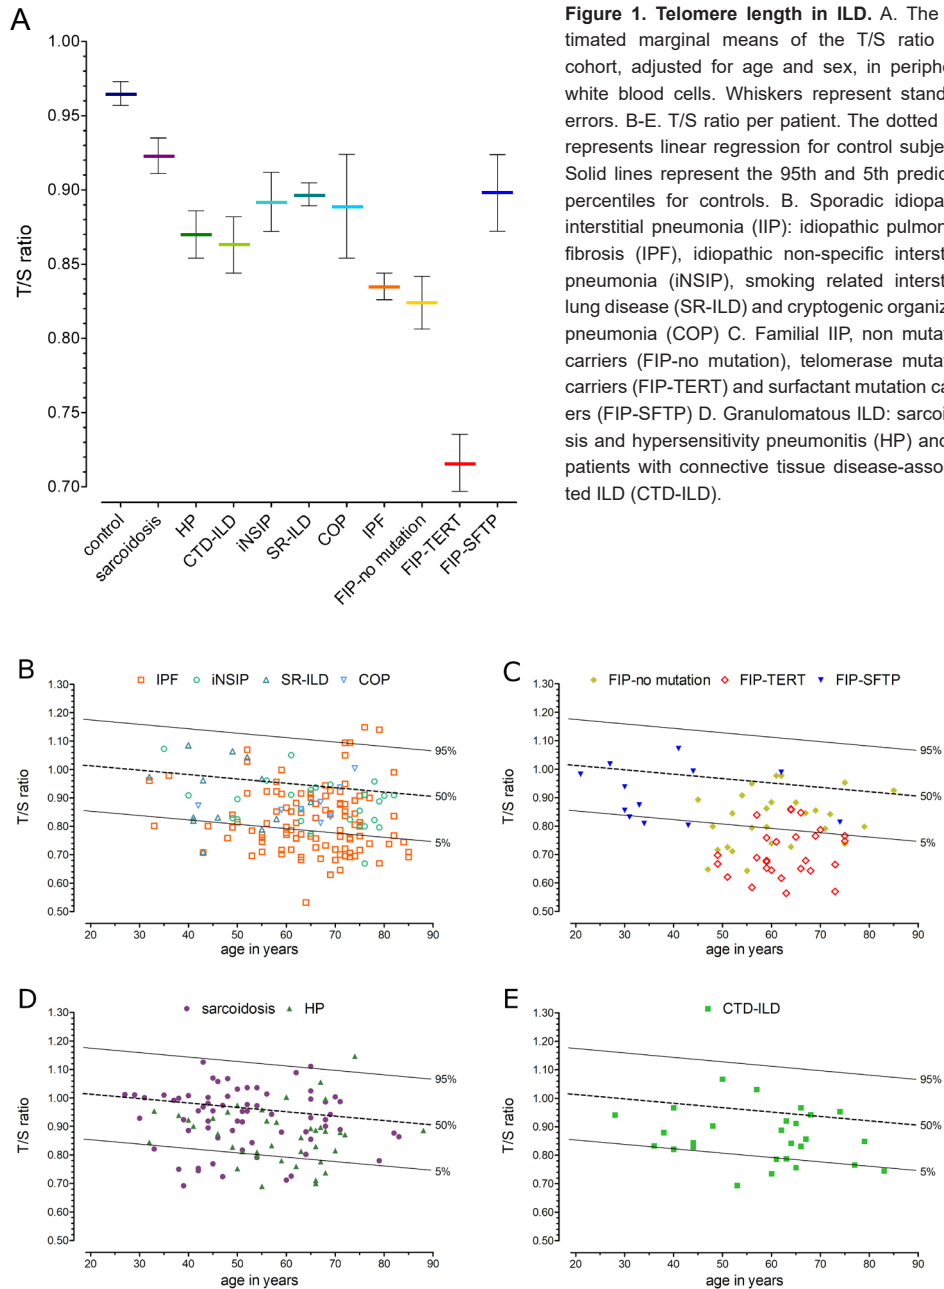 A
1.00
0.95
0.90
0.85
0.80
0.75
0.70
T/S ratio
control
sarcoidosis
HP
CTD-ILD
iNSIP
SR-ILD
COP
IPF
FIP-no mutation
FIP-TERT
FIP-SFTP
Figure 1. Telomere length in ILD. A. The
timated marginal means of the T/S ratio
cohort, adjusted for age and sex, in periphe
white blood cells. Whiskers represent stand
errors. B-E. T/S ratio per patient. The dotted
represents linear regression for control subje
Solid lines represent the 95th and 5th predic
percentiles for controls. B. Sporadic idiopa
interstitial pneumonia (IIP): idiopathic pulmon
fibrosis (IPF), idiopathic non-specific interst
pneumonia (iNSIP), smoking related interst
lung disease (SR-ILD) and cryptogenic organiz
pneumonia (COP) C. Familial IIP, non muta
carriers (FIP-no mutation), telomerase muta
carriers (FIP-TERT) and surfactant mutation ca
ers (FIP-SFTP) D. Granulomatous ILD: sarcoi
sis and hypersensitivity pneumonitis (HP) and
patients with connective tissue disease-asso
ted ILD (CTD-ILD).
B
IPF iNSIP SR-ILD COP
1.30
1.20
1.10
1.00
0.90
0.80
0.70
0.60
0.50
T/S ratio
95%
50%
5%
20 30 40 50 60 70 80 90
age in years
C
FIP-no mutation FIP-TERT FIP-SFTP
1.30
1.20
1.10
1.00
0.90
0.80
0.70
0.60
0.50
T/S ratio
95%
50%
5%
20 30 40 50 60 70 80 90
age in years
D
sarcoidosis HP
1.30
1.20
1.10
1.00
0.90
0.80
0.70
0.60
0.50
T/S ratio
95%
50%
5%
20 30 40 50 60 70 80 90
age in years
E
CTD-ILD
1.30
1.20
1.10
1.00
0.90
0.80
0.70
0.60
0.50
T/S ratio
95%
50%
5%
20 30 40 50 60 70 80 90
age in years